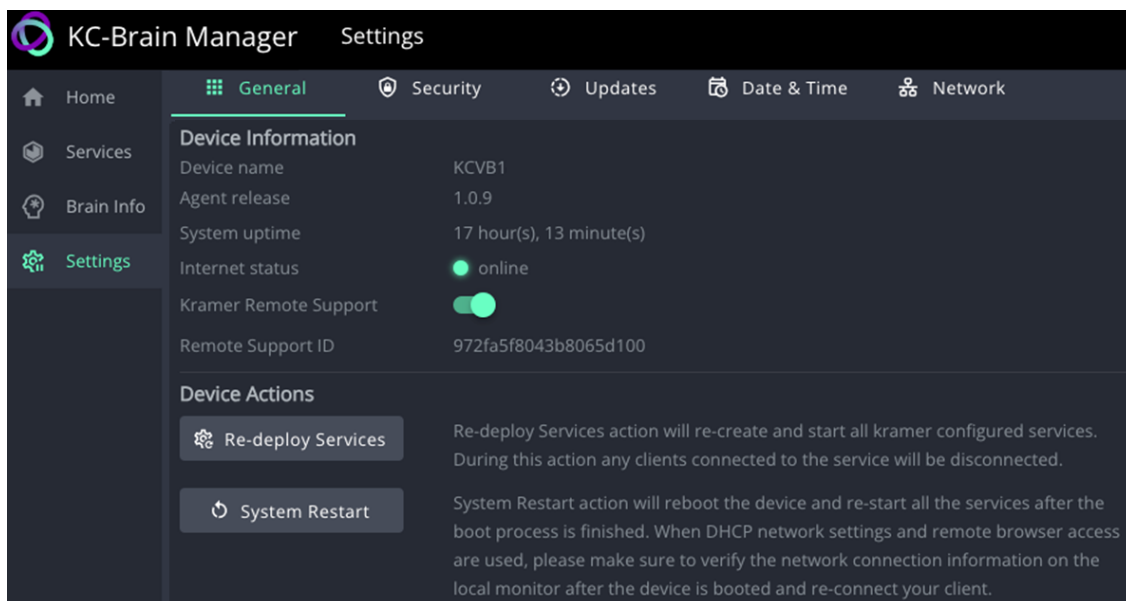 KC-Brain Manager Settings
Home
Services
Brain Info
Settings
General Security Updates Date & Time Network
Device Information
Device name KCVB1
Agent release 1.0.9
System uptime 17 hour(s), 13 minute(s)
Internet status online
Kramer Remote Support
Remote Support ID 972fa5f8043b8065d100
Device Actions
Re-deploy Services
Re-deploy Services action will re-create and start all kramer configured services.
During this action any clients connected to the service will be disconnected.
System Restart
System Restart action will reboot the device and re-start all the services after the
boot process is finished. When DHCP network settings and remote browser access
are used, please make sure to verify the network connection information on the
local monitor after the device is booted and re-connect your client.